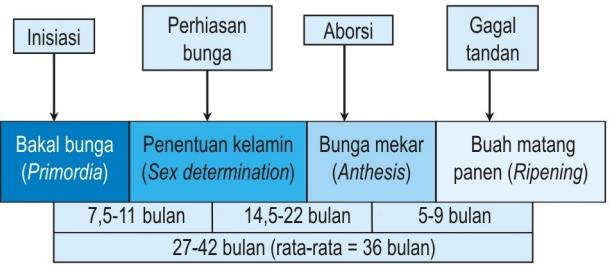 Inisiasi
Perhiasan
bunga
Aborsi
Gagal
tandan
Bakal bunga
(Primordia)
Penentuan kelamin
(Sex determination)
Bunga mekar
(Anthesis)
Buah matang
panen (Ripening)
7,5-11 bulan
14,5-22 bulan
5-9 bulan
27-42 bulan (rata-rata = 36 bulan)